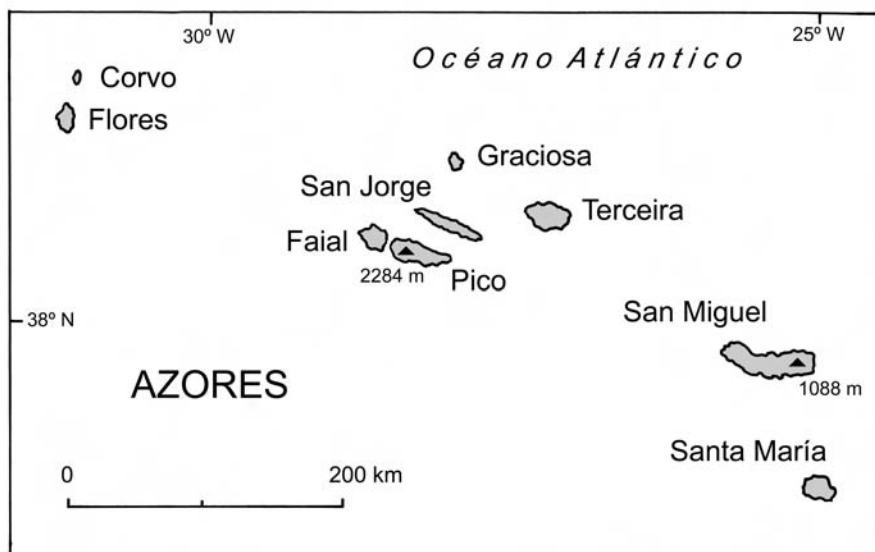 30º W
25º W
Océano Atlántico
Corvo
Flores
Graciosa
San Jorge
Terceira
Faial
2284 m
Pico
38º N
San Miguel
1088 m
AZORES
Santa María
0
200 km